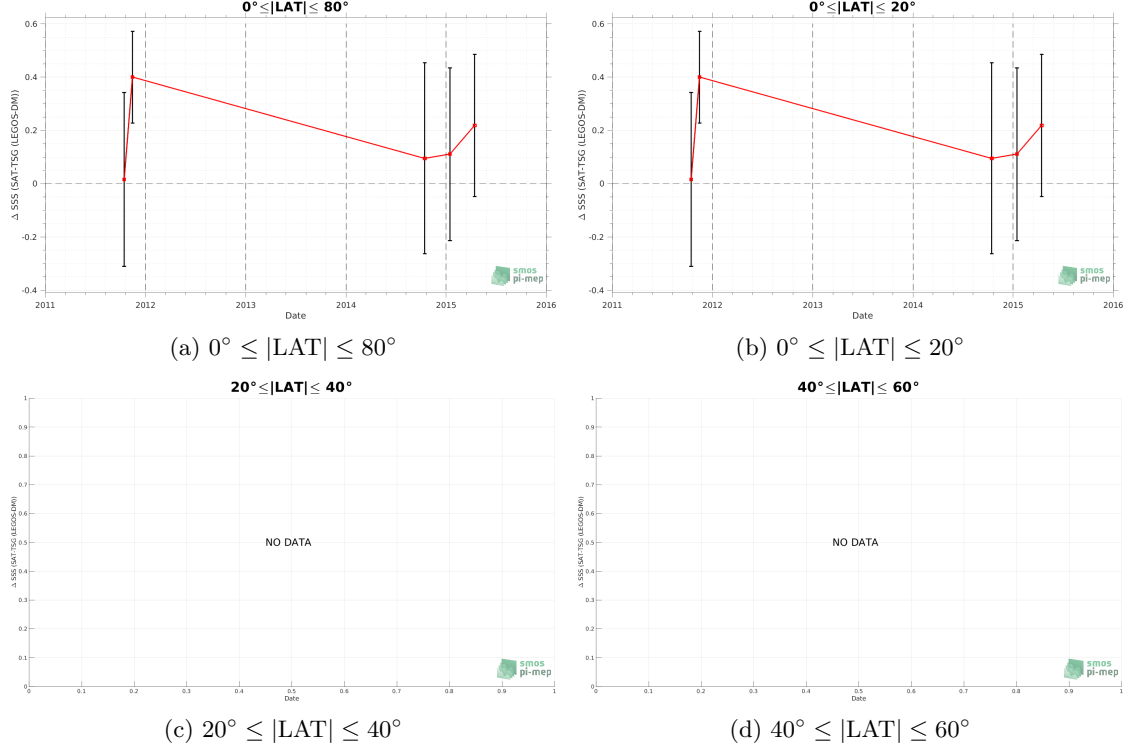 0°≤|LAT|≤ 80°
0.6
0.4
0.2
0
-0.2
-0.4
Δ SSS (SAT-TSG (LEGOS-DM))
2011 2012 2013 2014 2015 2016
Date
smos
pi-mep
(a) 0° ≤ |LAT| ≤ 80°
0°≤|LAT|≤ 20°
0.6
0.4
0.2
0
-0.2
-0.4
Δ SSS (SAT-TSG (LEGOS-DM))
2011 2012 2013 2014 2015 2016
Date
smos
pi-mep
(b) 0° ≤ |LAT| ≤ 20°
20°≤|LAT|≤ 40°
1
0.9
0.8
0.7
0.6
0.5
0.4
0.3
0.2
0.1
0
Δ SSS (SAT-TSG (LEGOS-DM))
NO DATA
0 0.1 0.2 0.3 0.4 0.5 0.6 0.7 0.8 0.9 1
Date
smos
pi-mep
(c) 20° ≤ |LAT| ≤ 40°
40°≤|LAT|≤ 60°
1
0.9
0.8
0.7
0.6
0.5
0.4
0.3
0.2
0.1
0
Δ SSS (SAT-TSG (LEGOS-DM))
NO DATA
0 0.1 0.2 0.3 0.4 0.5 0.6 0.7 0.8 0.9 1
Date
smos
pi-mep
(d) 40° ≤ |LAT| ≤ 60°